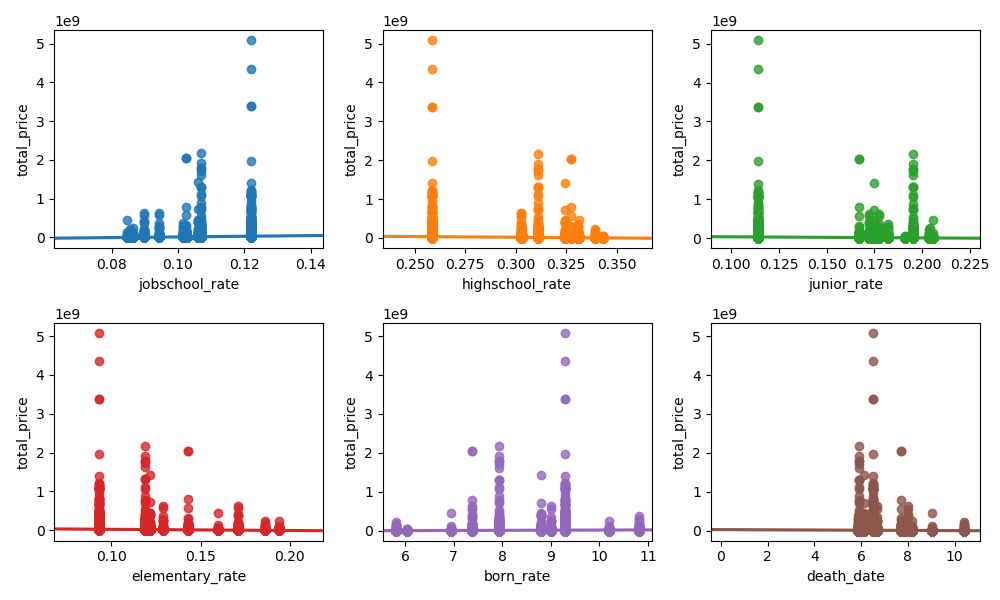 1e9 1e9 1e9
5 5 5
4 4 4
total_price total_price total_price
3 3 3
2 2 2
1 1 1
0 0 0
0.08 0.10 0.12 0.14 0.250 0.275 0.300 0.325 0.350 0.100 0.125 0.150 0.175 0.200 0.225
jobschool_rate highschool_rate junior_rate
1e9 1e9 1e9
5 5 5
4 4 4
total_price total_price total_price
3 3 3
2 2 2
1 1 1
0 0 0
0.10 0.15 0.20 6 7 8 9 10 11 0 2 4 6 8 10
elementary_rate born_rate death_date